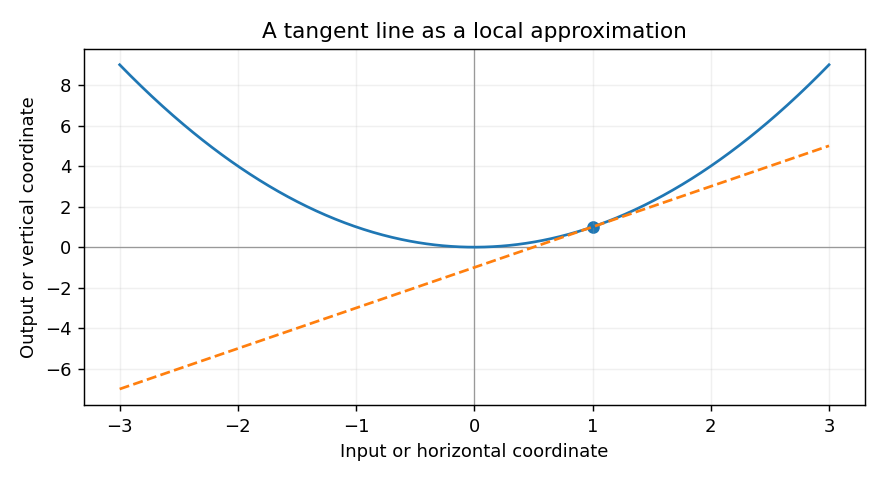 A tangent line as a local approximation
Output or vertical coordinate
8
6
4
2
0
−2
−4
−6
−3 −2 −1 0 1 2 3
Input or horizontal coordinate